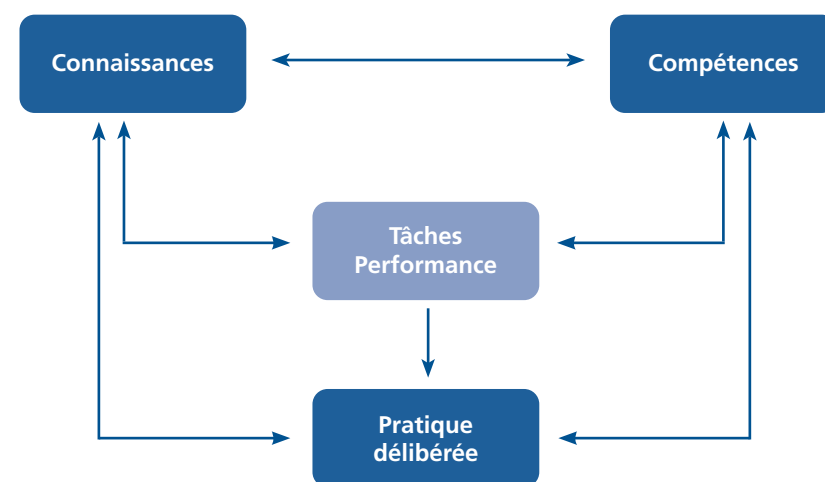 Connaissances
Compétences
Tâches
Performance
Pratique
délibérée